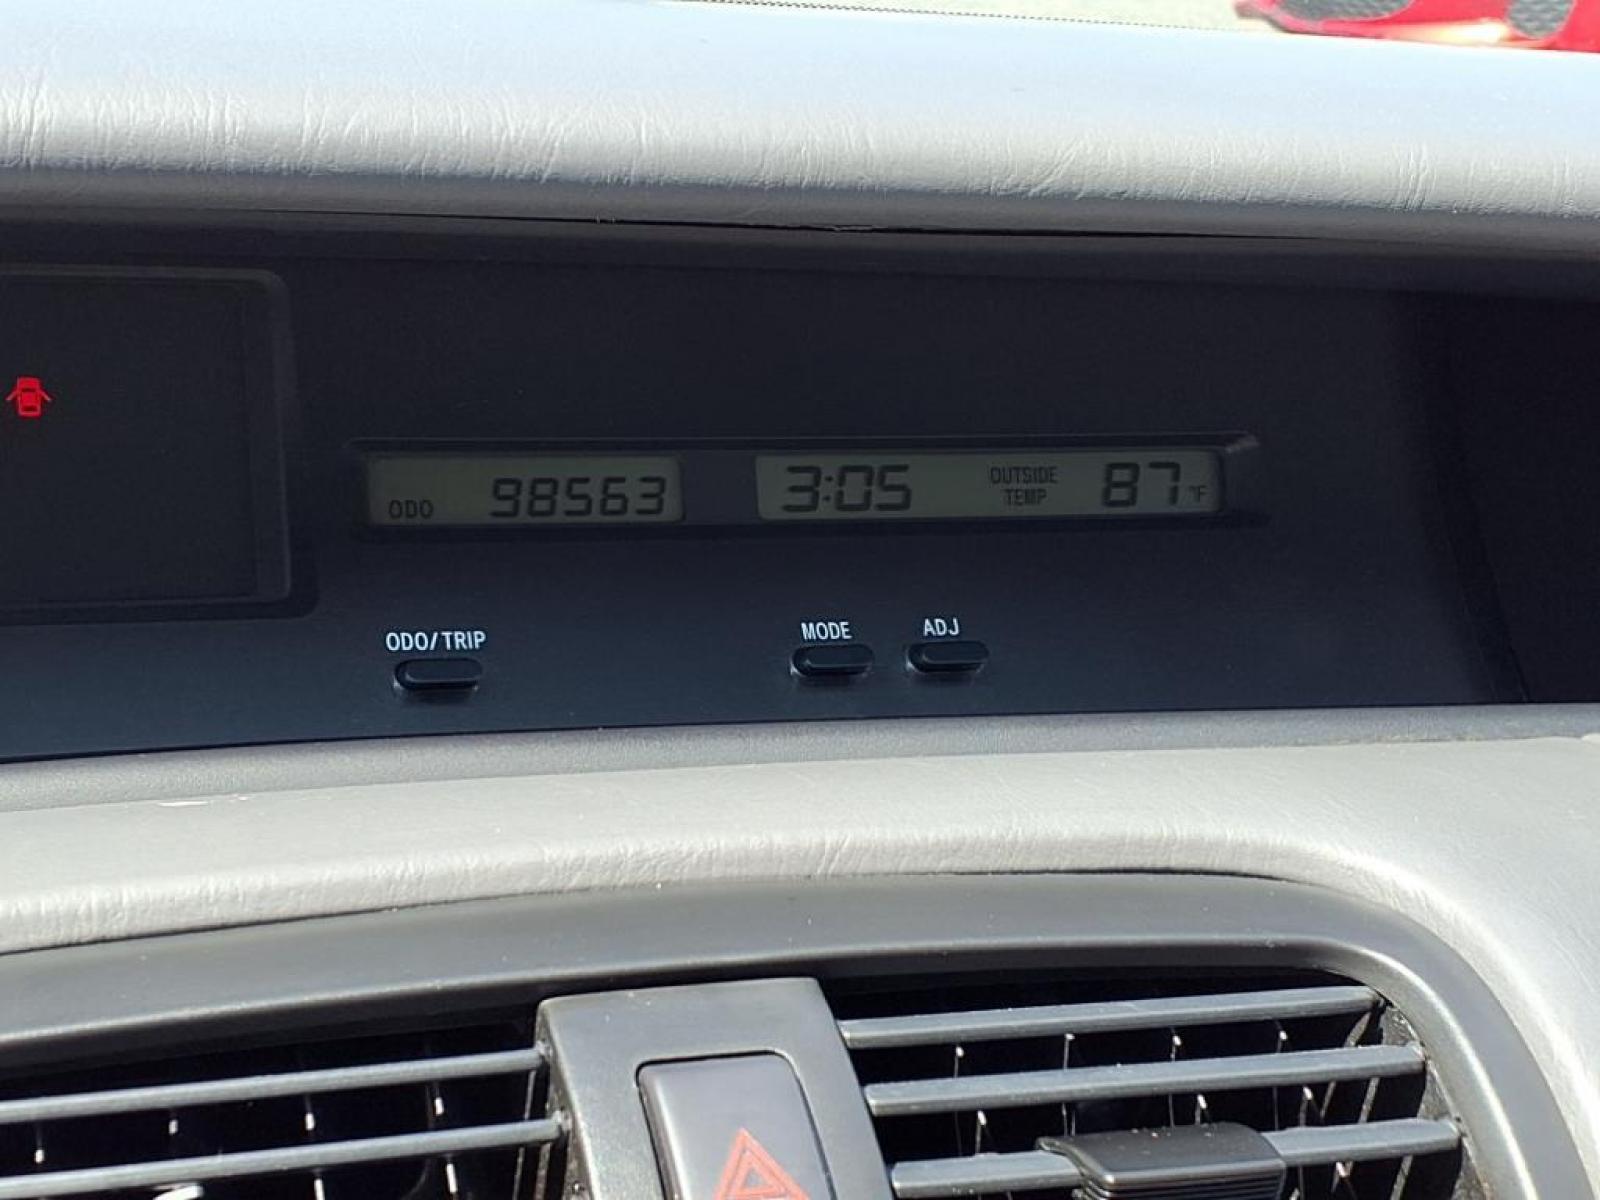 ODO 98563
3:05 OUTSIDE TEMP 87°F
ODO/TRIP
MODE
ADJ